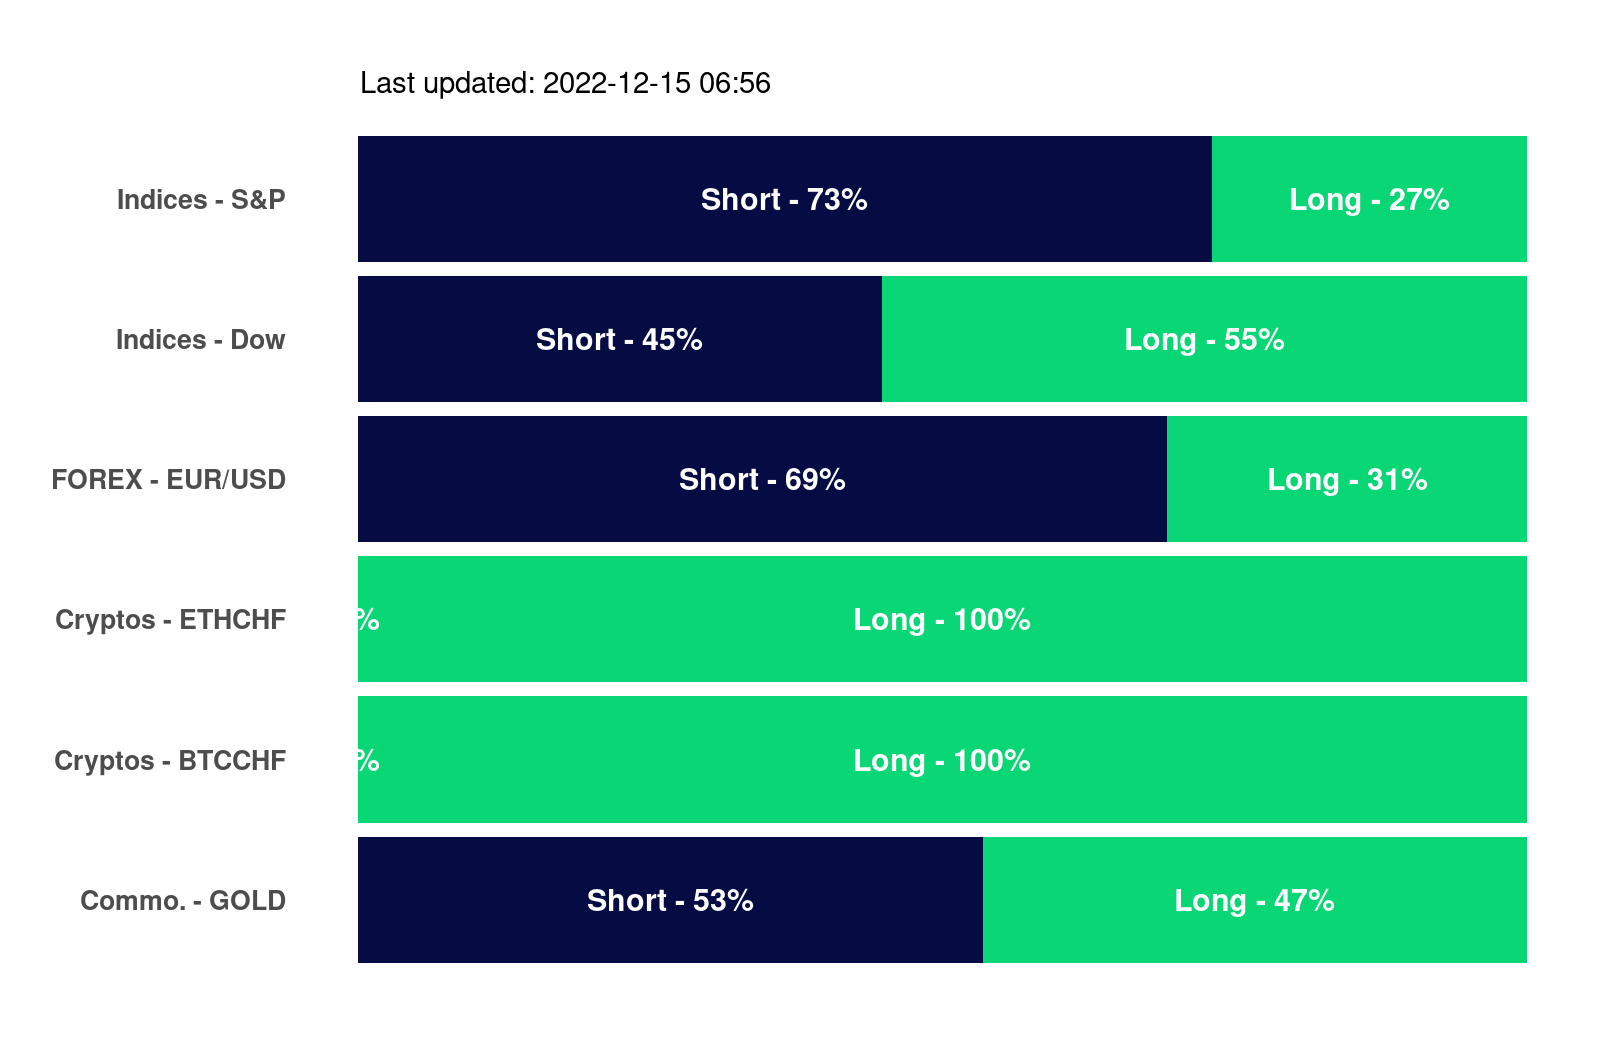 Last updated: 2022-12-15 06:56
Indices - S&P Short - 73% Long - 27%
Indices - Dow Short - 45% Long - 55%
FOREX - EUR/USD Short - 69% Long - 31%
Cryptos - ETHCHF % Long - 100%
Cryptos - BTCCHF % Long - 100%
Commo. - GOLD Short - 53% Long - 47%